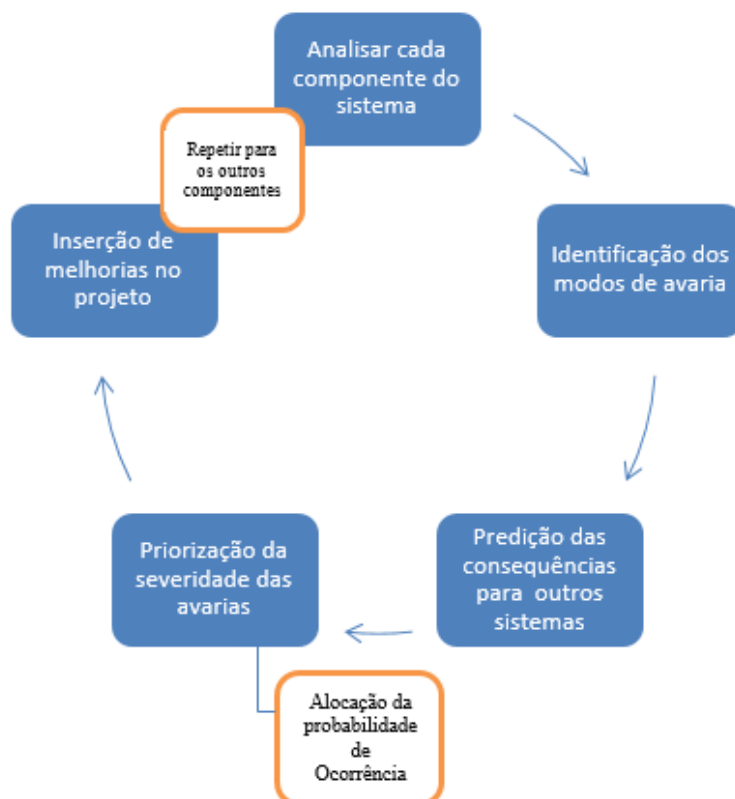 Analisar cada
componente do
sistema
Repetir para
os outros
componentes
Inserção de
melhorias no
projeto
Identificação dos
modos de avaria
Priorização da
severidade das
avarias
Predição das
consequências
para outros
sistemas
Alocação da
probabilidade
de
Ocorrência